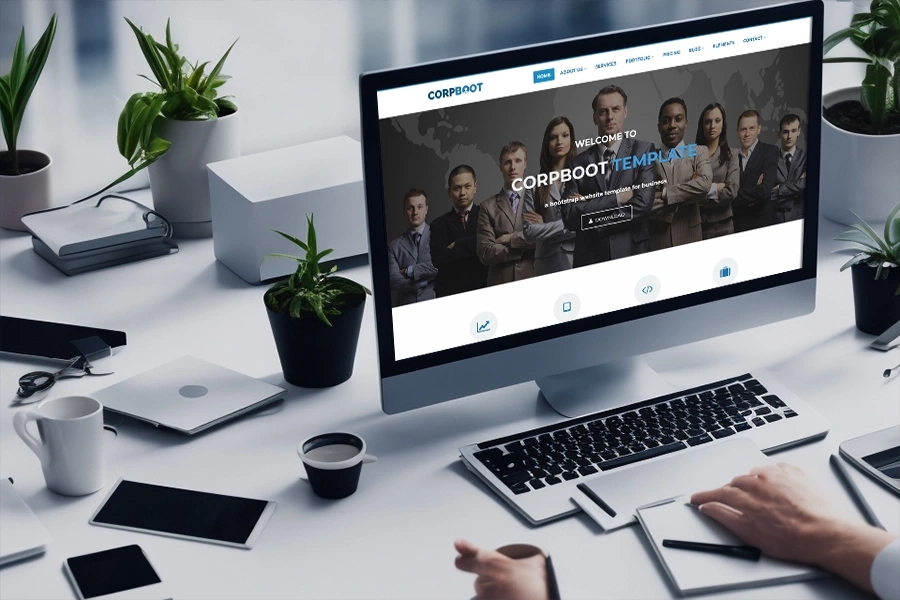 CORPBOOT
HOME ABOUT US SERVICES PORTFOLIO PRICING BLOG ELEMENTS CONTACT
WELCOME TO
CORPBOOT TEMPLATE
a bootstrap website template for business
DOWNLOAD